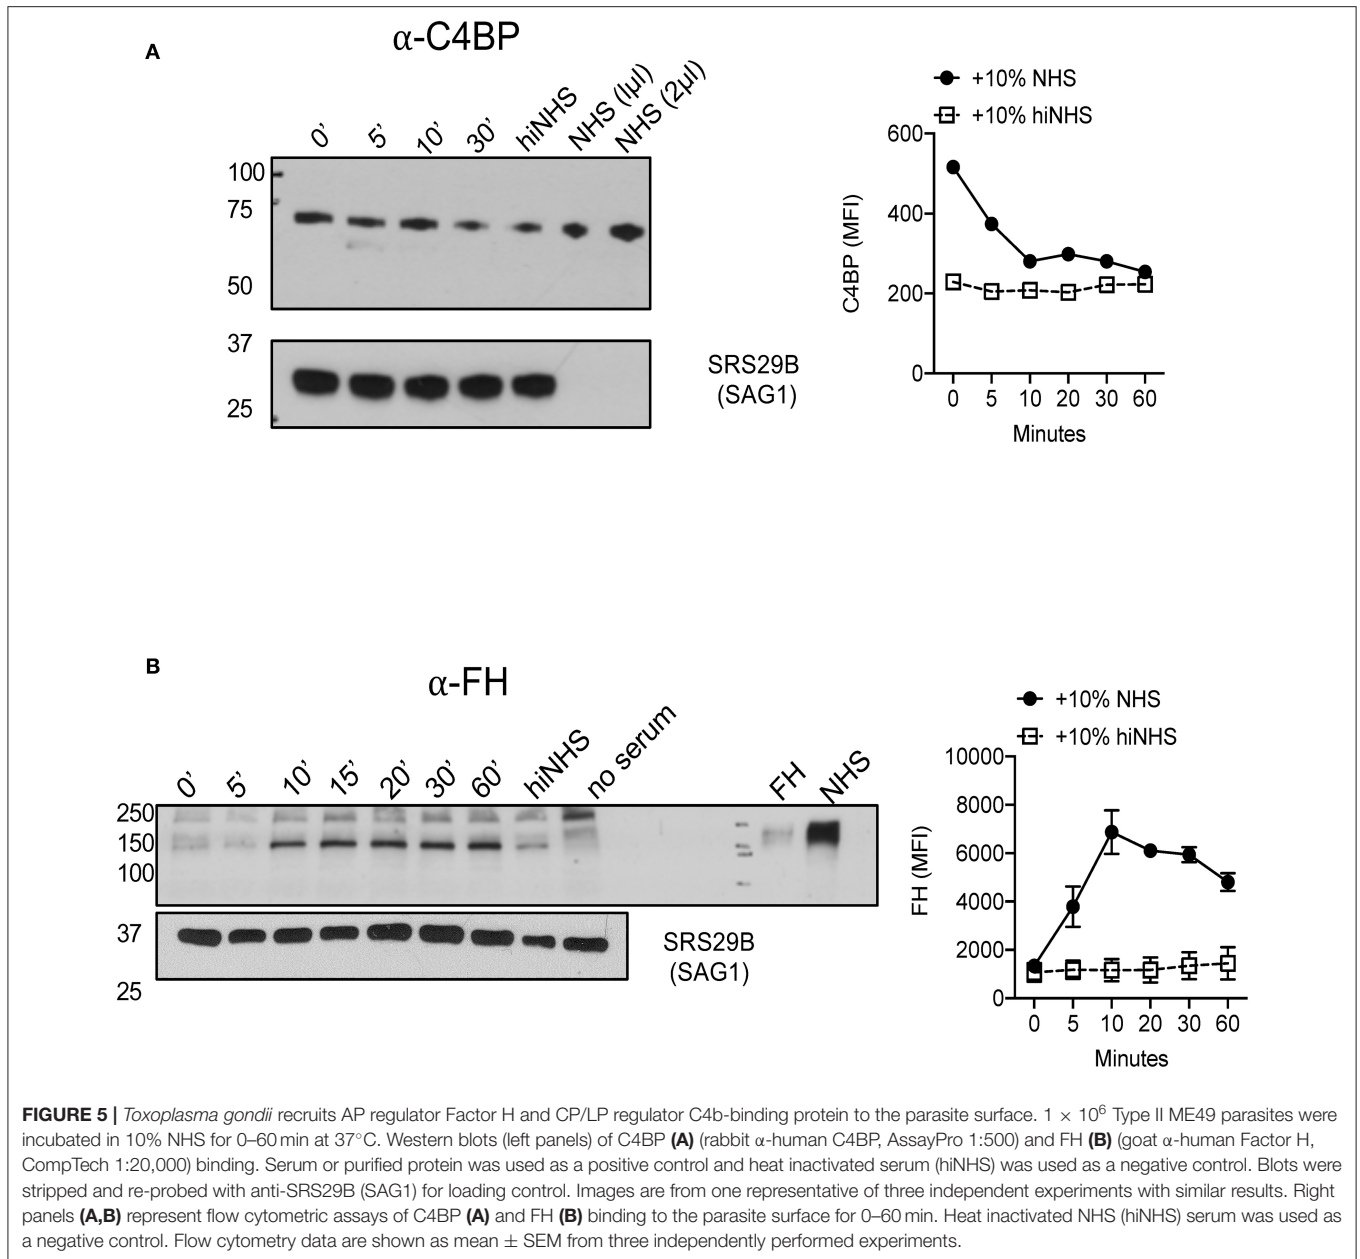 A
α-C4BP
0’ 5’ 10’ 30’ hiNHS NHS (1µl) NHS (2µl)
100
75
50
37
25
SRS29B
(SAG1)
+10% NHS
+10% hiNHS
600
400
200
0
C4BP (MFI)
0 5 10 20 30 60
Minutes
B
α-FH
0’ 5’ 10’ 15’ 20’ 30’ 60’ hiNHS no serum FH NHS
250
150
100
37
25
SRS29B
(SAG1)
+10% NHS
+10% hiNHS
10000
8000
6000
4000
2000
0
FH (MFI)
0 5 10 20 30 60
Minutes
FIGURE 5 | Toxoplasma gondii recruits AP regulator Factor H and CP/LP regulator C4b-binding protein to the parasite surface. 1 × 10⁶ Type II ME49 parasites were
incubated in 10% NHS for 0–60 min at 37°C. Western blots (left panels) of C4BP (A) (rabbit α-human C4BP, AssayPro 1:500) and FH (B) (goat α-human Factor H,
CompTech 1:20,000) binding. Serum or purified protein was used as a positive control and heat inactivated serum (hiNHS) was used as a negative control. Blots were
stripped and re-probed with anti-SRS29B (SAG1) for loading control. Images are from one representative of three independent experiments with similar results. Right
panels (A,B) represent flow cytometric assays of C4BP (A) and FH (B) binding to the parasite surface for 0–60 min. Heat inactivated NHS (hiNHS) serum was used as
a negative control. Flow cytometry data are shown as mean ± SEM from three independently performed experiments.